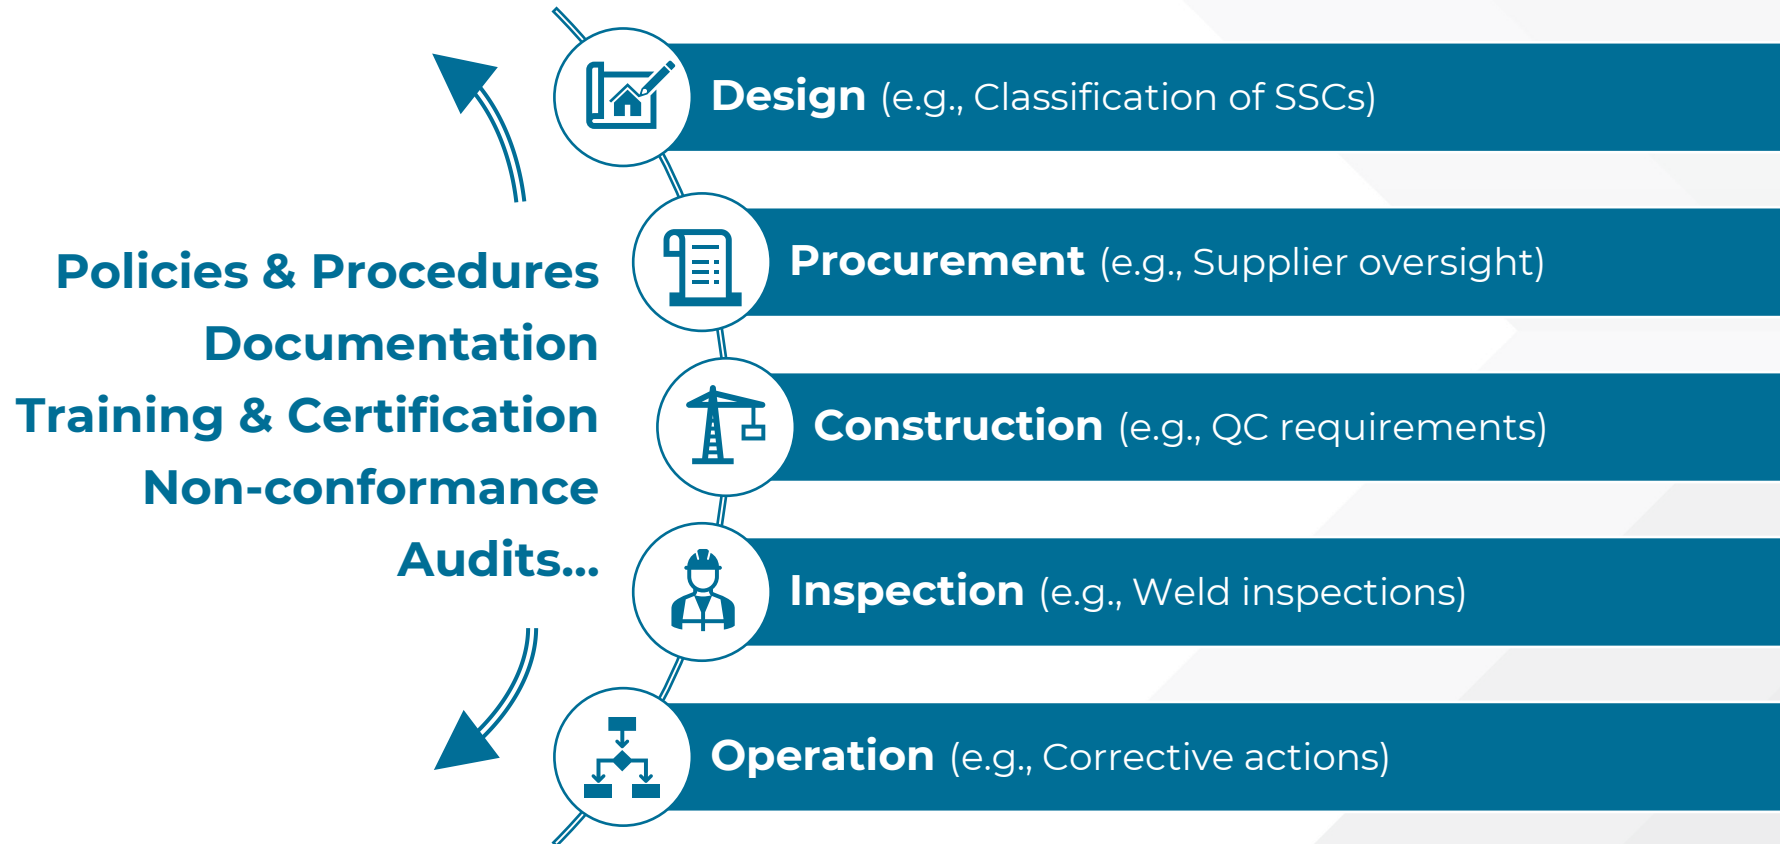 Policies & Procedures
Documentation
Training & Certification
Non-conformance
Audits...
Design (e.g., Classification of SSCs)
Procurement (e.g., Supplier oversight)
Construction (e.g., QC requirements)
Inspection (e.g., Weld inspections)
Operation (e.g., Corrective actions)